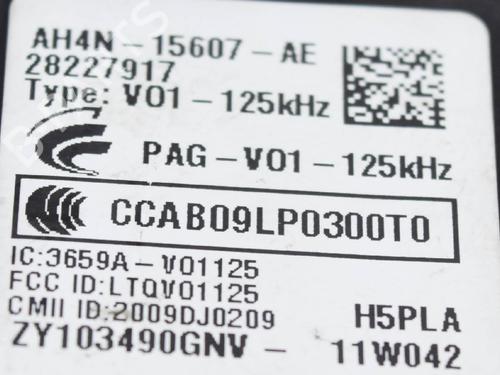 AH4N-15607-AE
28227917
Type: V01-125kHz
PAG-V01-125kHz
CCAB09LP0300T0
IC:3659A-V01125
FCC ID:LTQV01125
CMII ID:2009DJ0209
H5PLA
ZY103490GNV- 11W042